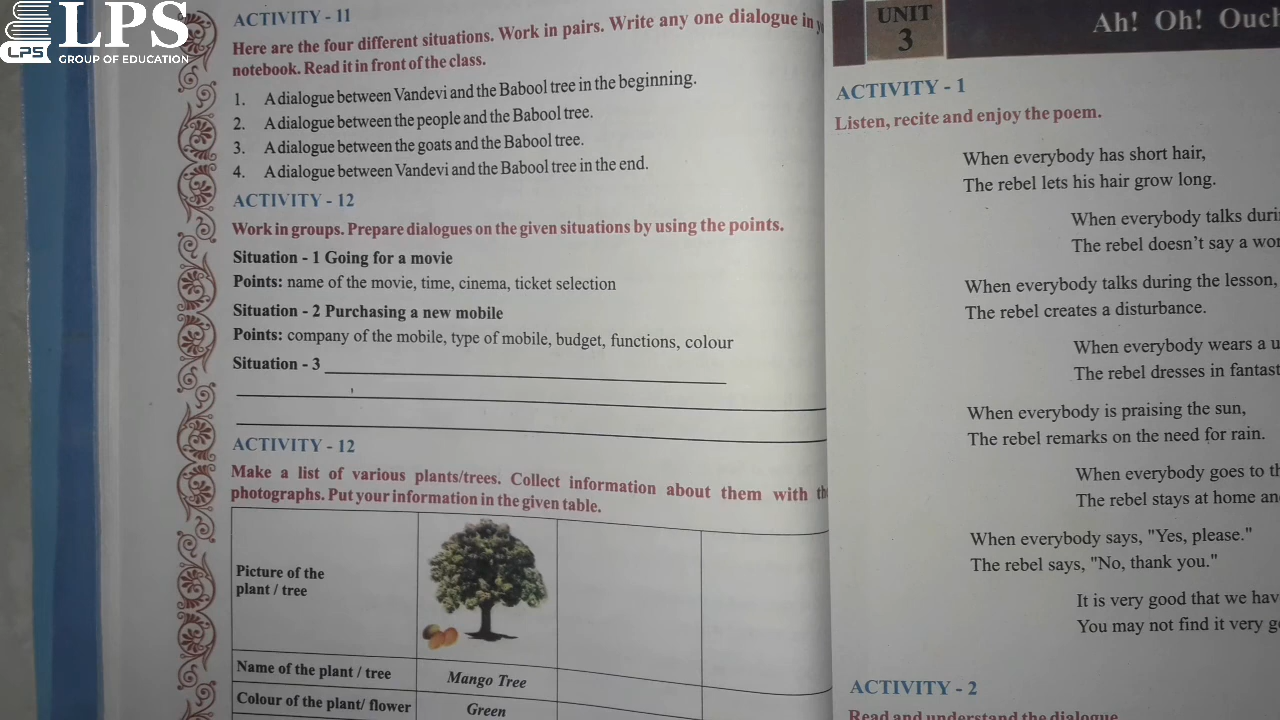 LPS
LPS
GROUP OF EDUCATION
ACTIVITY - 11
Here are the four different situations. Work in pairs. Write any one dialogue in
notebook. Read it in front of the class.
1. A dialogue between Vandevi and the Babool tree in the beginning.
2. A dialogue between the people and the Babool tree.
3. A dialogue between the goats and the Babool tree.
4. A dialogue between Vandevi and the Babool tree in the end.
ACTIVITY - 12
Work in groups. Prepare dialogues on the given situations by using the points.
Situation - 1 Going for a movie
Points: name of the movie, time, cinema, ticket selection
Situation - 2 Purchasing a new mobile
Points: company of the mobile, type of mobile, budget, functions, colour
Situation - 3
ACTIVITY - 12
Make a list of various plants/trees. Collect information about them with
photographs. Put your information in the given table.
Picture of the
plant / tree
Name of the plant / tree Mango Tree
Colour of the plant/ flower Green
UNIT
3
Ah! Oh!
ACTIVITY - 1
Listen, recite and enjoy the poem.
When everybody has short hair,
The rebel lets his hair grow long.
When everybody talks
The rebel doesn't say a
When everybody talks during the lesson,
The rebel creates a disturbance.
When everybody wears a
The rebel dresses in
When everybody is praising the sun,
The rebel remarks on the need for rain.
When everybody goes to
The rebel stays at home
When everybody says, "Yes, please."
The rebel says, "No, thank you."
It is very good that we
You may not find it very
ACTIVITY - 2
Read and understand the dialogue